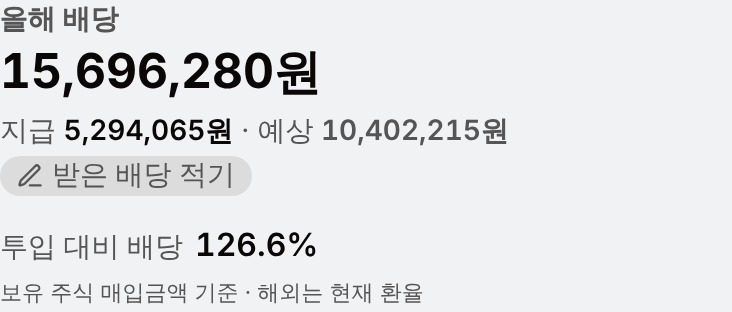 올해 배당
15,696,280원
지급 5,294,065원 · 예상 10,402,215원
받은 배당 적기
투입 대비 배당 126.6%
보유 주식 매입금액 기준 · 해외는 현재 환율